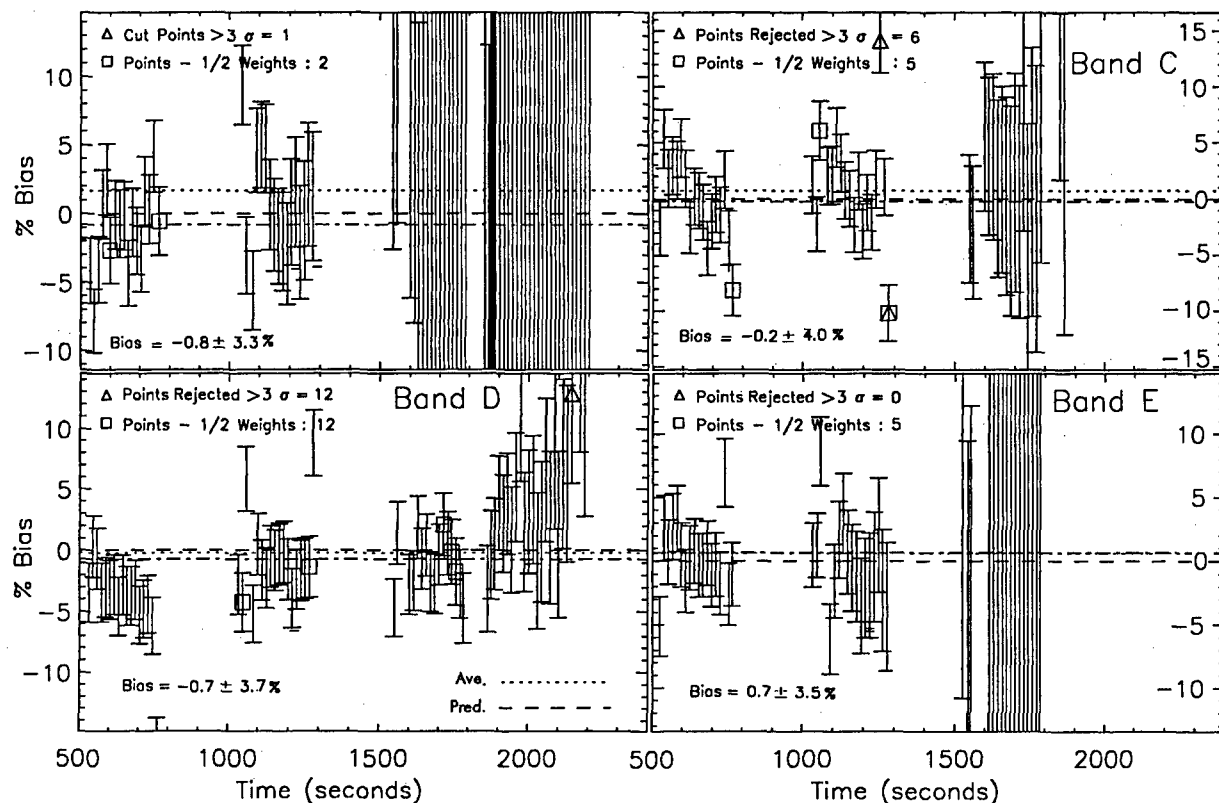 △ Cut Points >3 σ = 1
□ Points - 1/2 Weights : 2
10
5
0
-5
-10
% Bias
Bias = -0.8 ± 3.3 %
△ Points Rejected >3 σ = 6
□ Points - 1/2 Weights : 5
Band C
15
10
5
0
-5
-10
-15
Bias = -0.2 ± 4.0 %
△ Points Rejected >3 σ = 12
□ Points - 1/2 Weights : 12
Band D
10
5
0
-5
-10
% Bias
Bias = -0.7 ± 3.7 %
Ave.
Pred.
△ Points Rejected >3 σ = 0
□ Points - 1/2 Weights : 5
Band E
10
5
0
-5
-10
Bias = 0.7 ± 3.5 %
500 1000 1500 2000
500 1000 1500 2000
Time (seconds)
Time (seconds)